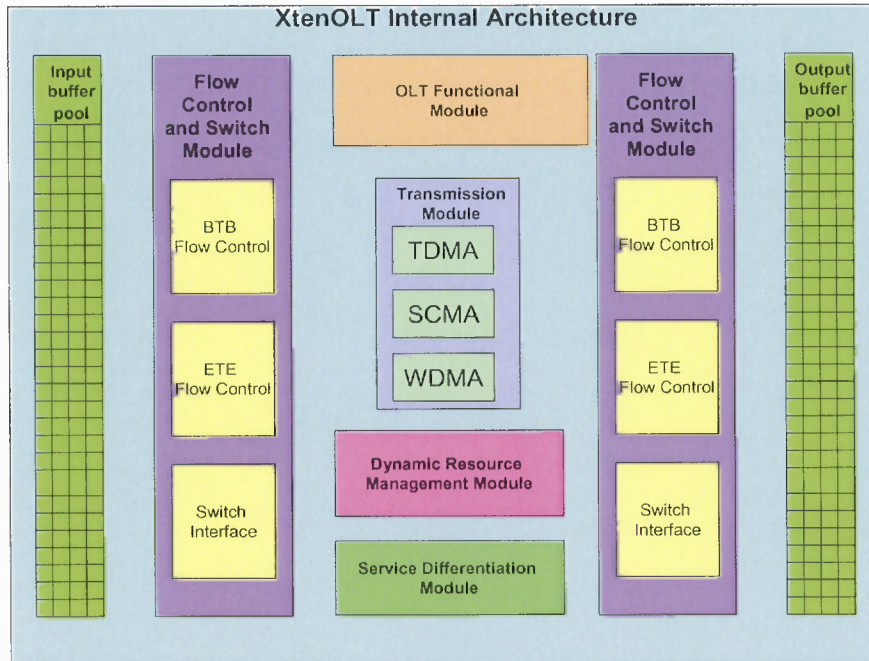 XtenOLT Internal Architecture
Input
buffer
pool
Flow
Control
and Switch
Module
BTB
Flow Control
ETE
Flow Control
Switch
Interface
OLT Functional
Module
Transmission
Module
TDMA
SCMA
WDMA
Dynamic Resource
Management Module
Service Differentiation
Module
Flow
Control
and Switch
Module
BTB
Flow Control
ETE
Flow Control
Switch
Interface
Output
buffer
pool